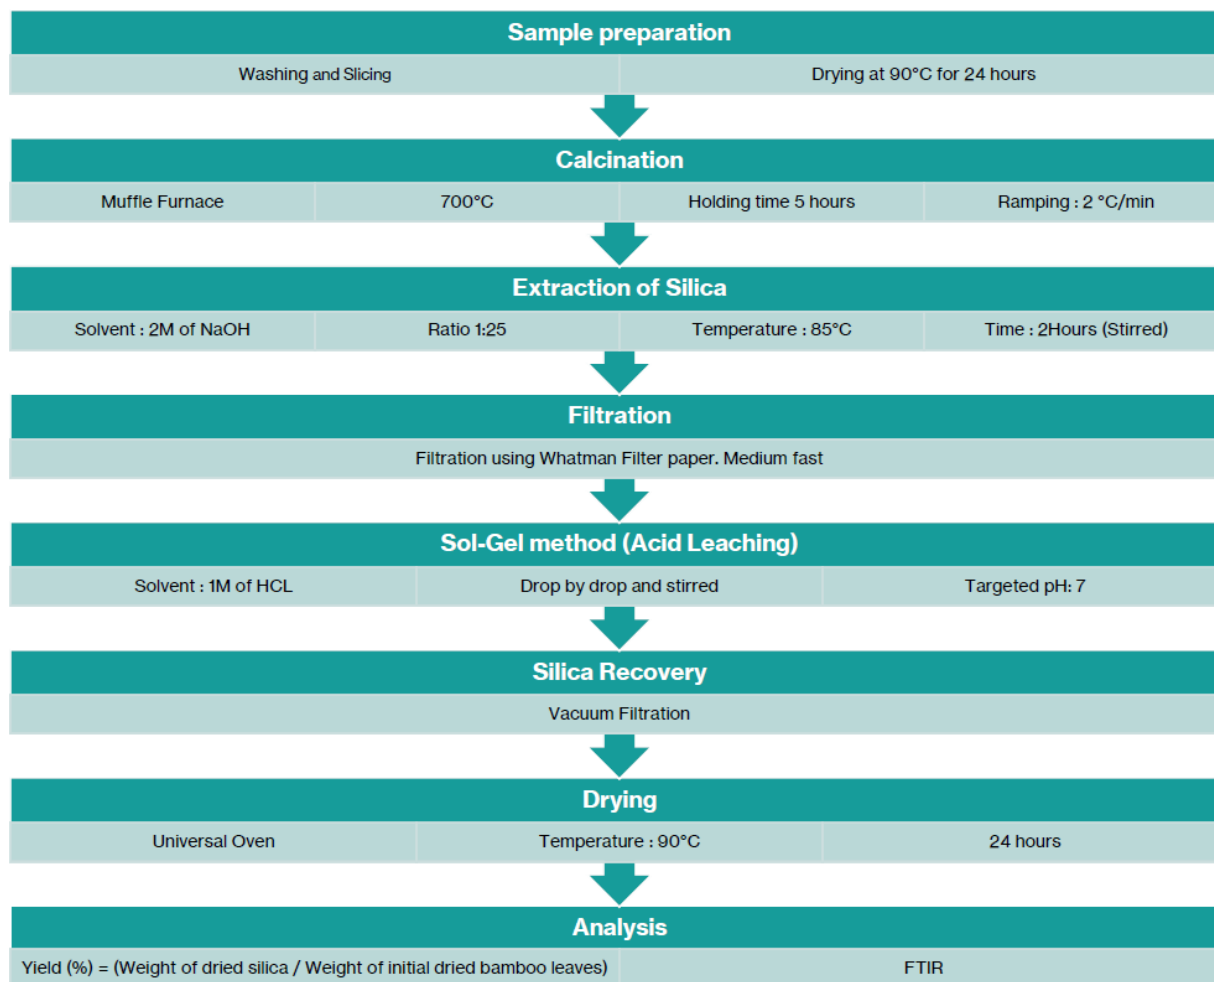 Sample preparation
Washing and Slicing
Drying at 90°C for 24 hours
Calcination
Muffle Furnace
700°C
Holding time 5 hours
Ramping : 2 °C/min
Extraction of Silica
Solvent : 2M of NaOH
Ratio 1:25
Temperature : 85°C
Time : 2Hours (Stirred)
Filtration
Filtration using Whatman Filter paper. Medium fast
Sol-Gel method (Acid Leaching)
Solvent : 1M of HCL
Drop by drop and stirred
Targeted pH: 7
Silica Recovery
Vacuum Filtration
Drying
Universal Oven
Temperature : 90°C
24 hours
Analysis
Yield (%) = (Weight of dried silica / Weight of initial dried bamboo leaves)
FTIR